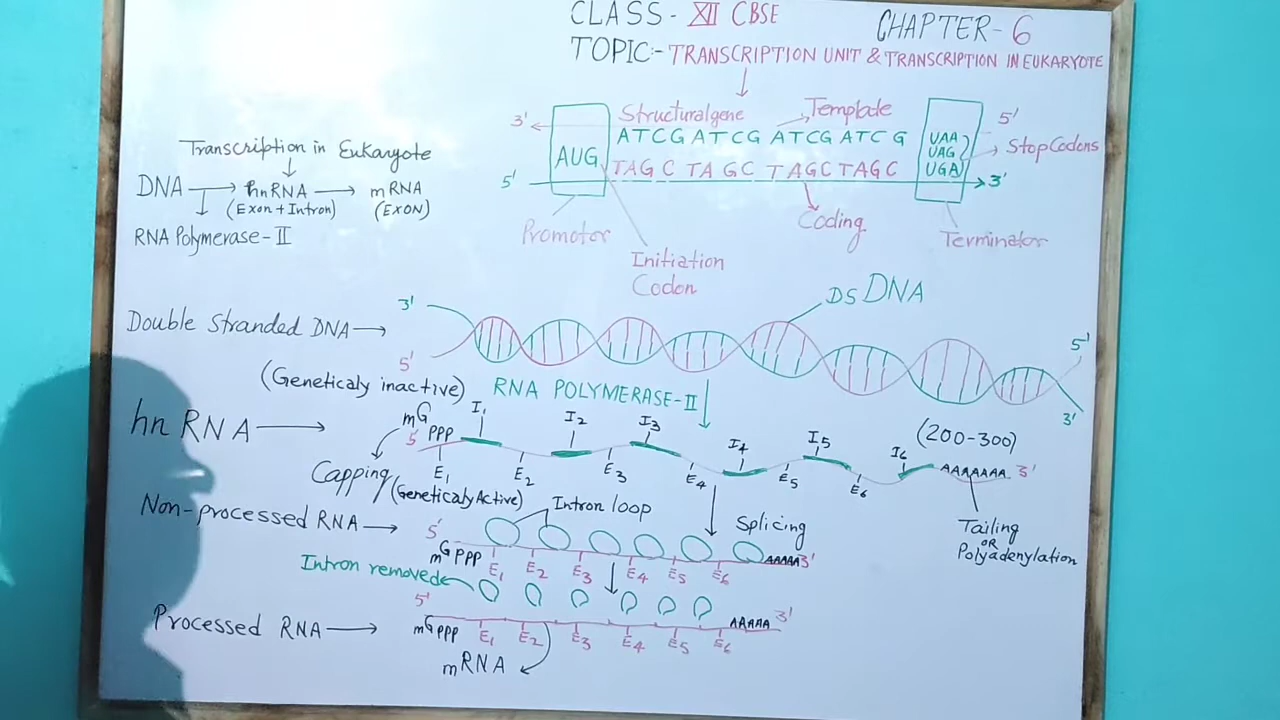 CLASS - XII CBSE
CHAPTER - 6
TOPIC:- TRANSCRIPTION UNIT & TRANSCRIPTION IN EUKARYOTE
3' Structuralgene Template 5'
ATCG ATCG ATCG ATCG
AUG
TAGC TAGC TAGC TAGC
UAA
UAG
UGA
Stop Codons
5' 3'
Promotor
Initiation
Codon
Coding
Terminator
Transcription in Eukaryote
DNA hnRNA mRNA
(Exon + Intron) (EXON)
RNA Polymerase - II
DS DNA
Double Stranded DNA
3' 5'
5' 3'
(Geneticaly inactive) RNA POLYMERASE-II
hn RNA
mG PPP I1 I2 I3 I4 I5 I6 (200-300)
5' E1 E2 E3 E4 E5 E6 AAAAAAA 3'
Capping
(Geneticaly Active)
Tailing
OR
Polyadenylation
Non-processed RNA
Intron loop Splicing
5' mG PPP E1 E2 E3 E4 E5 E6 AAAAA 3'
Intron removed
Processed RNA
5' mG PPP E1 E2 E3 E4 E5 E6 AAAAA 3'
mRNA